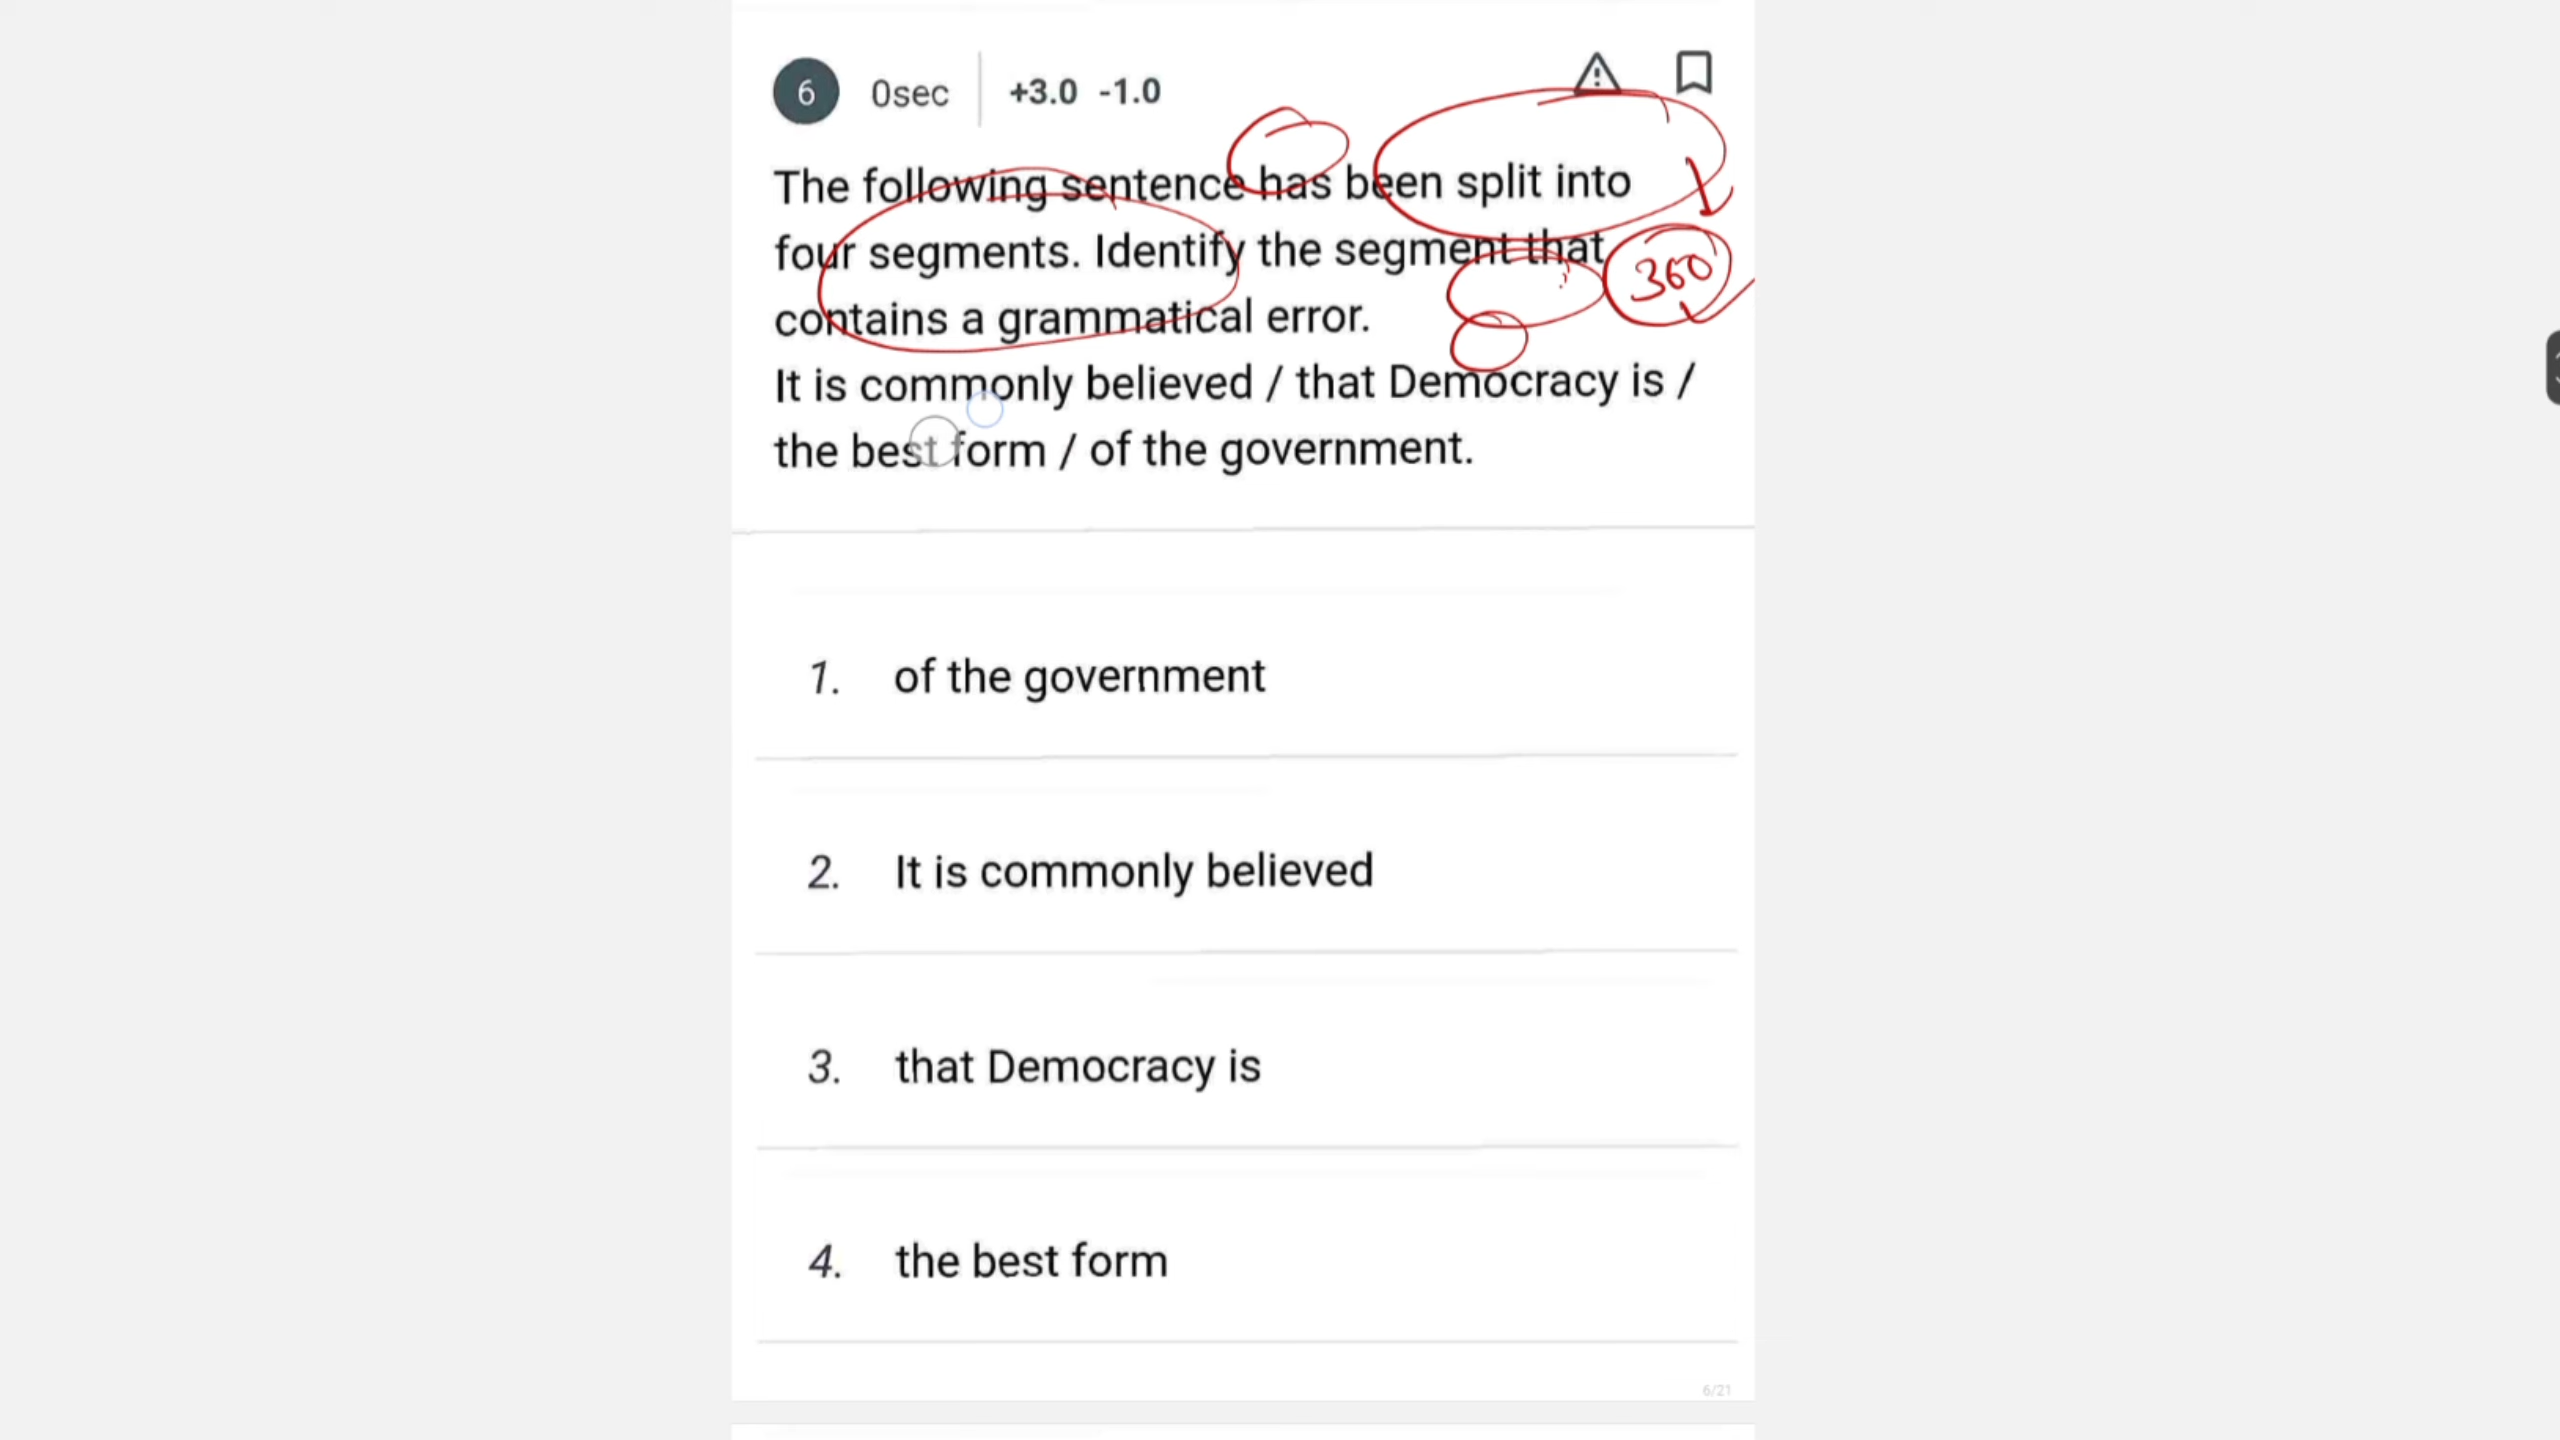 6 0sec +3.0 -1.0
The following sentence has been split into
four segments. Identify the segment that
360
contains a grammatical error.
It is commonly believed / that Democracy is /
the best form / of the government.
1. of the government
2. It is commonly believed
3. that Democracy is
4. the best form
6/21